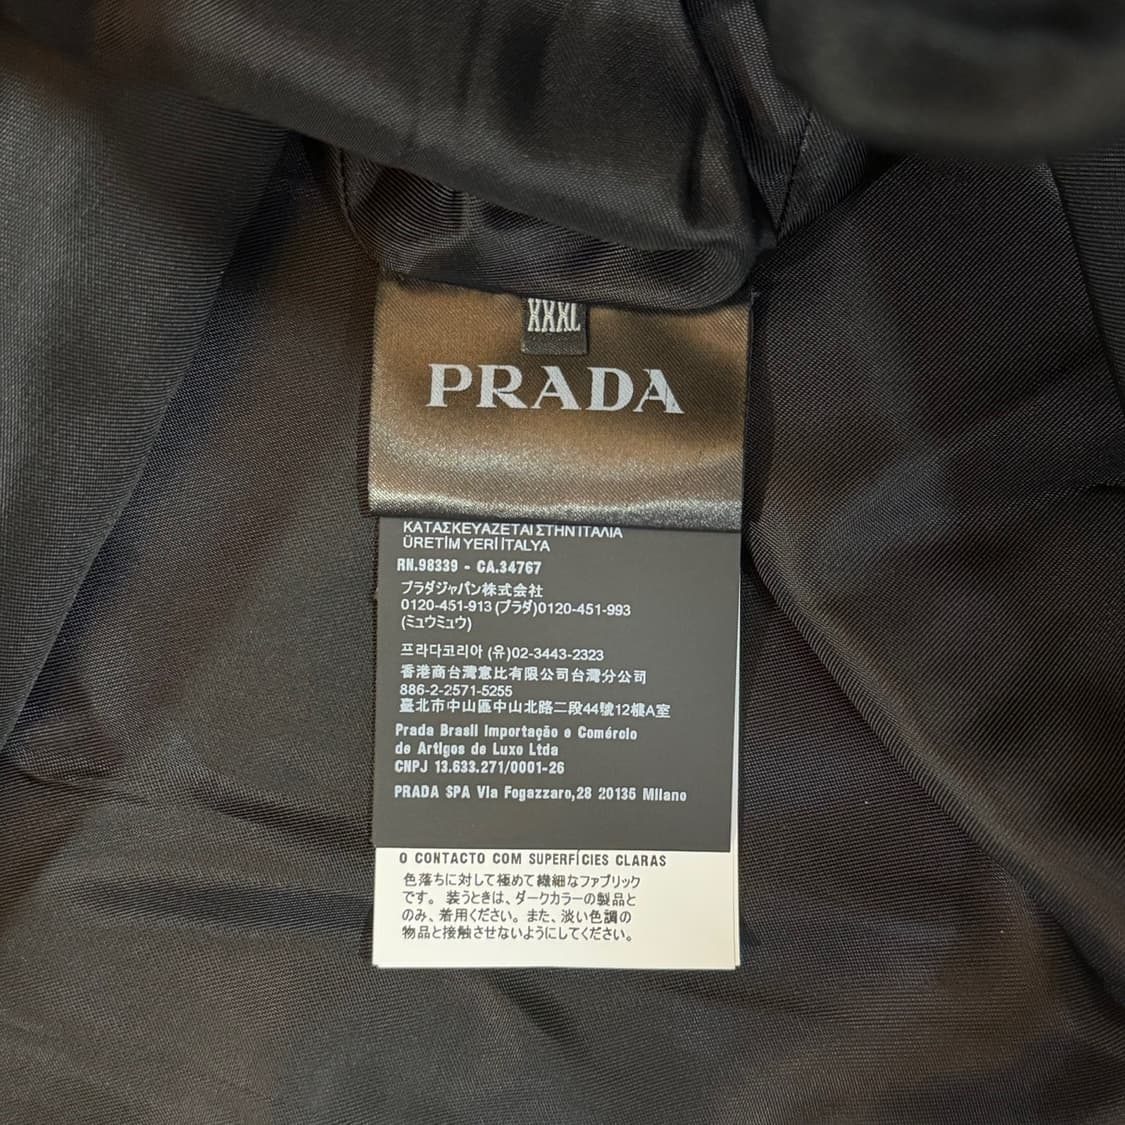 XXXL
PRADA
ΚΑΤΑΣΚΕΥΑΖΕΤΑΙ ΣΤΗΝ ΙΤΑΛΙΑ
ÜRETİM YERİ İTALYA
RN.98339 - CA.34767
プラダジャパン株式会社
0120-451-913 (プラダ)0120-451-993
(ミュウミュウ)
프라다코리아 (유)02-3443-2323
香港商台灣意比有限公司台灣分公司
886-2-2571-5255
臺北市中山區中山北路二段44號12樓A室
Prada Brasil Importação e Comércio
de Artigos de Luxo Ltda
CNPJ 13.633.271/0001-26
PRADA SPA Via Fogazzaro,28 20135 Milano
O CONTACTO COM SUPERFÍCIES CLARAS
色落ちに対して極めて繊細なファブリック
です。装うときは、ダークカラーの製品と
のみ、着用ください。また、淡い色調の
物品と接触させないようにしてください。